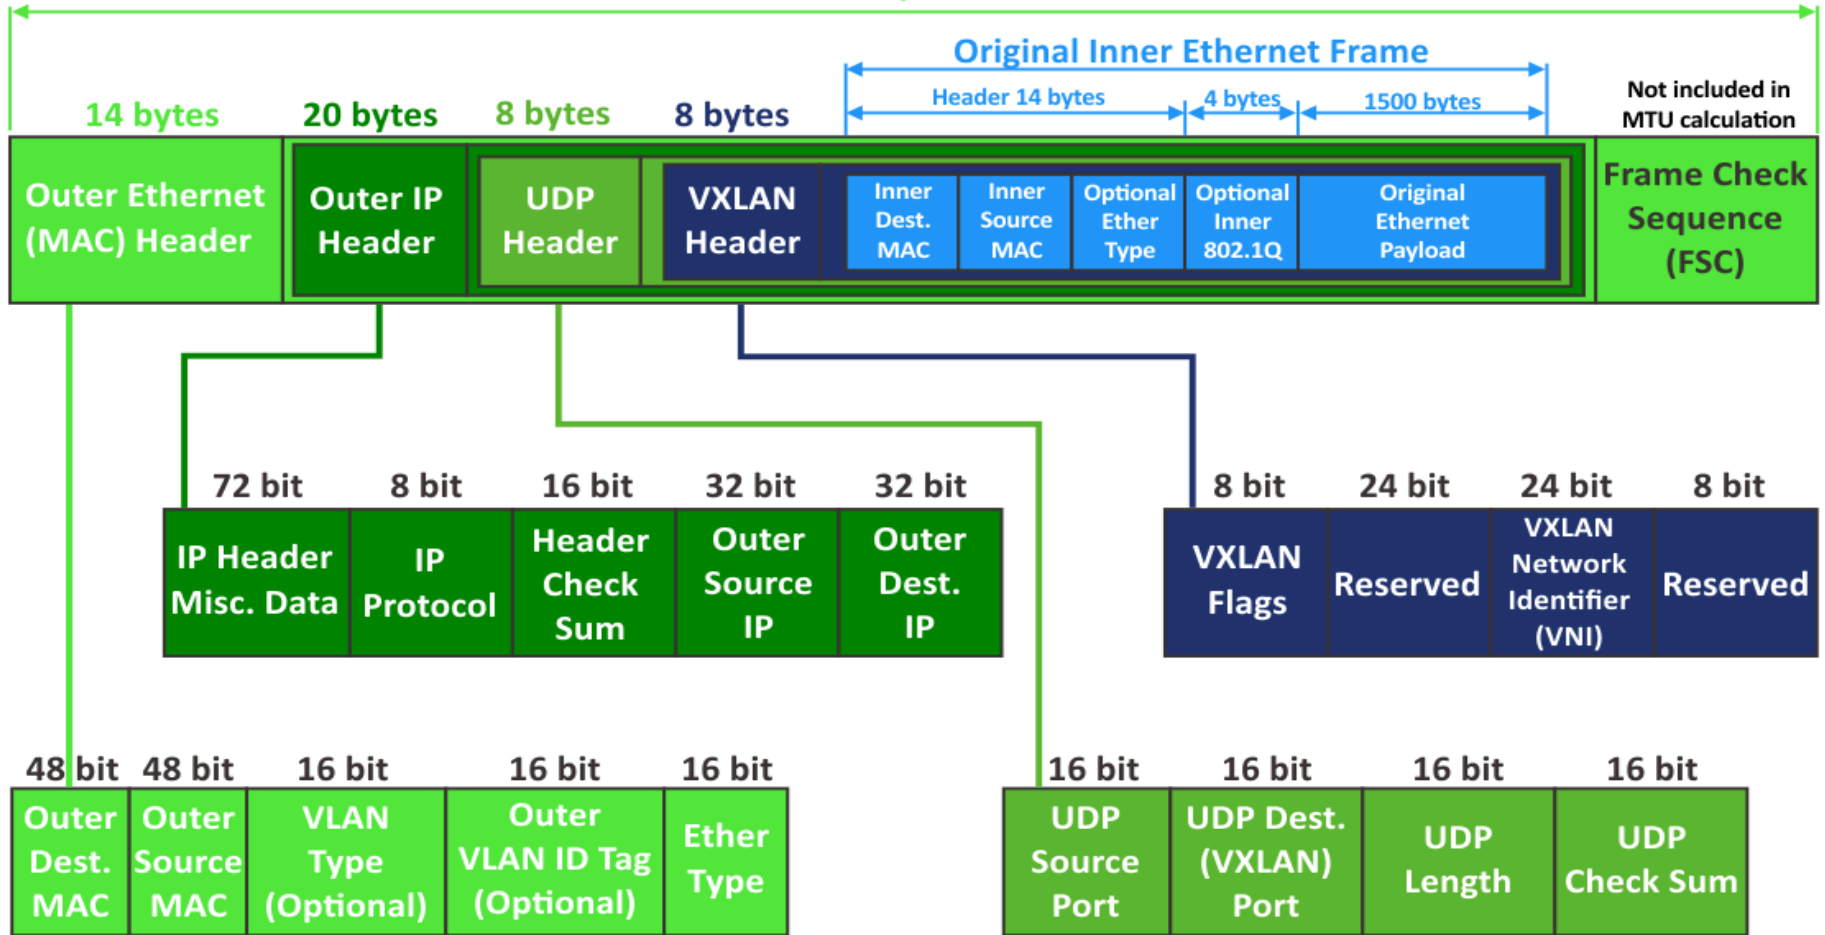 Original Inner Ethernet Frame
Header 14 bytes
4 bytes
1500 bytes
Not included in
MTU calculation
14 bytes
20 bytes
8 bytes
8 bytes
Outer Ethernet
(MAC) Header
Outer IP
Header
UDP
Header
VXLAN
Header
Inner
Dest.
MAC
Inner
Source
MAC
Optional
Ether
Type
Optional
Inner
802.1Q
Original
Ethernet
Payload
Frame Check
Sequence
(FSC)
72 bit
8 bit
16 bit
32 bit
32 bit
IP Header
Misc. Data
IP
Protocol
Header
Check
Sum
Outer
Source
IP
Outer
Dest.
IP
8 bit
24 bit
24 bit
8 bit
VXLAN
Flags
Reserved
VXLAN
Network
Identifier
(VNI)
Reserved
48 bit
48 bit
16 bit
16 bit
16 bit
Outer
Dest.
MAC
Outer
Source
MAC
VLAN
Type
(Optional)
Outer
VLAN ID Tag
(Optional)
Ether
Type
16 bit
16 bit
16 bit
16 bit
UDP
Source
Port
UDP Dest.
(VXLAN)
Port
UDP
Length
UDP
Check Sum